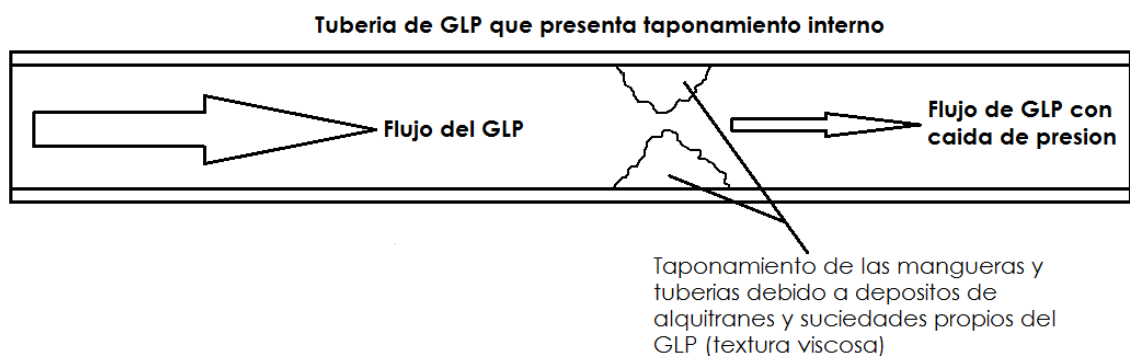 Tuberia de GLP que presenta taponamiento interno
Flujo del GLP
Flujo de GLP con
caida de presion
Taponamiento de las mangueras y
tuberias debido a depositos de
alquitranes y suciedades propios del
GLP (textura viscosa)